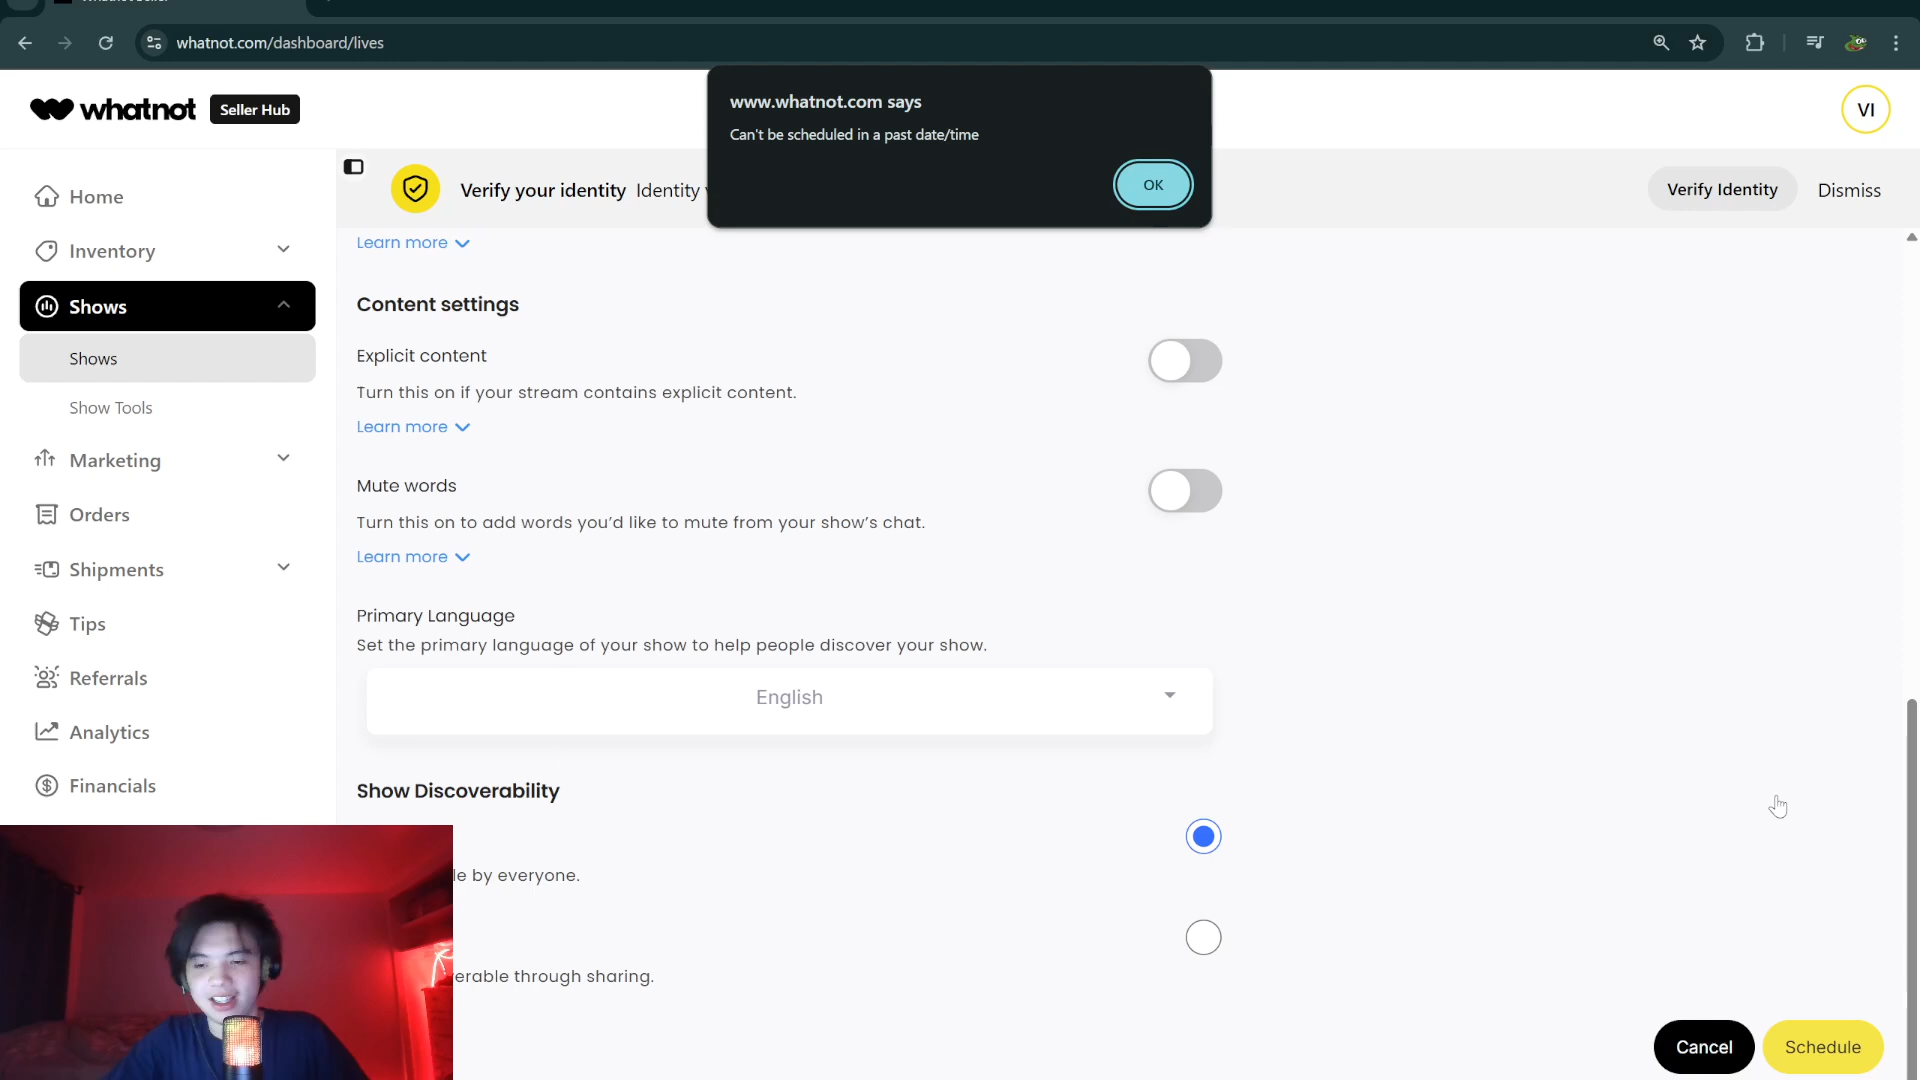 whatnot.com/dashboard/lives
www.whatnot.com says
Can't be scheduled in a past date/time
OK
whatnot
Seller Hub
VI
Verify your identity Identity
Verify Identity
Dismiss
Home
Inventory
Shows
Shows
Show Tools
Marketing
Orders
Shipments
Tips
Referrals
Analytics
Financials
Learn more
Content settings
Explicit content
Turn this on if your stream contains explicit content.
Learn more
Mute words
Turn this on to add words you’d like to mute from your show’s chat.
Learn more
Primary Language
Set the primary language of your show to help people discover your show.
English
Show Discoverability
by everyone.
through sharing.
Cancel
Schedule